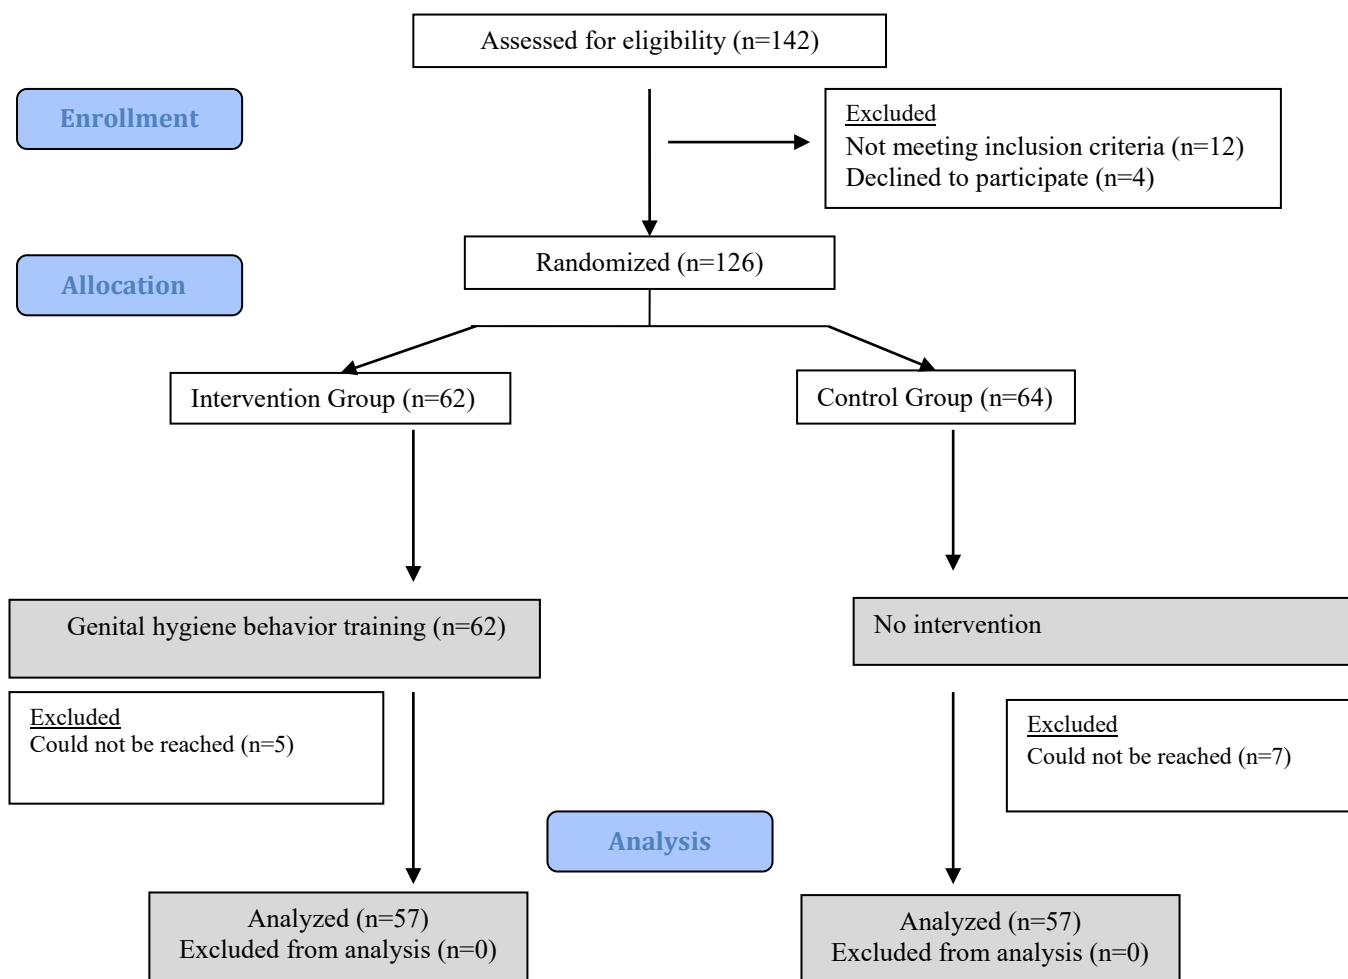 Assessed for eligibility (n=142)
Enrollment
Excluded
Not meeting inclusion criteria (n=12)
Declined to participate (n=4)
Randomized (n=126)
Allocation
Intervention Group (n=62)
Control Group (n=64)
Genital hygiene behavior training (n=62)
No intervention
Excluded
Could not be reached (n=5)
Excluded
Could not be reached (n=7)
Analysis
Analyzed (n=57)
Excluded from analysis (n=0)
Analyzed (n=57)
Excluded from analysis (n=0)